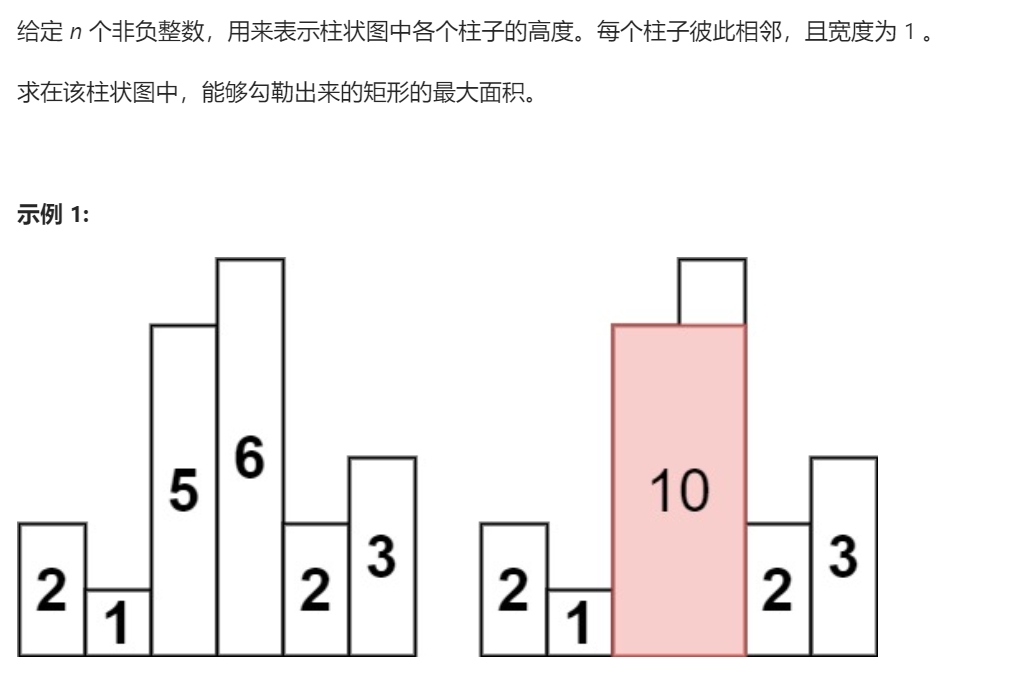 给定 n 个非负整数，用来表示柱状图中各个柱子的高度。每个柱子彼此相邻，且宽度为 1 。
求在该柱状图中，能够勾勒出来的矩形的最大面积。
示例 1:
2 1 5 6 2 3
2 1 10 2 3